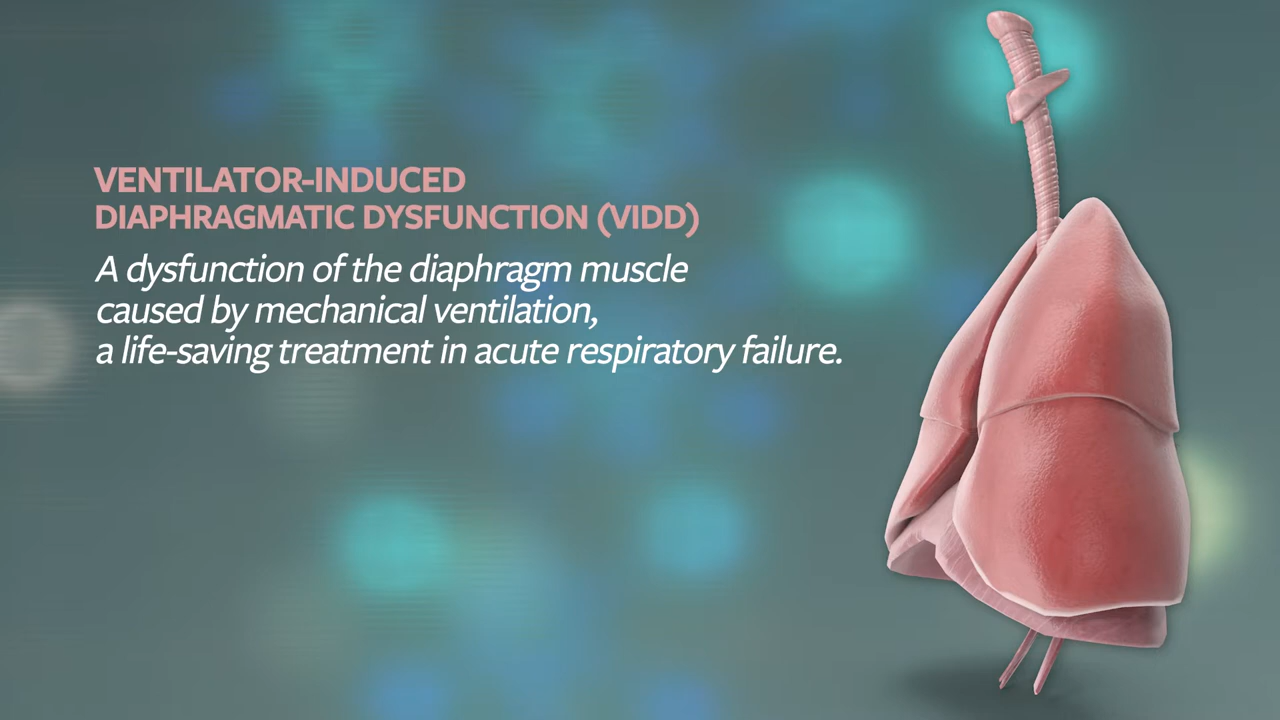 VENTILATOR-INDUCED
DIAPHRAGMATIC DYSFUNCTION (VIDD)
A dysfunction of the diaphragm muscle
caused by mechanical ventilation,
a life-saving treatment in acute respiratory failure.